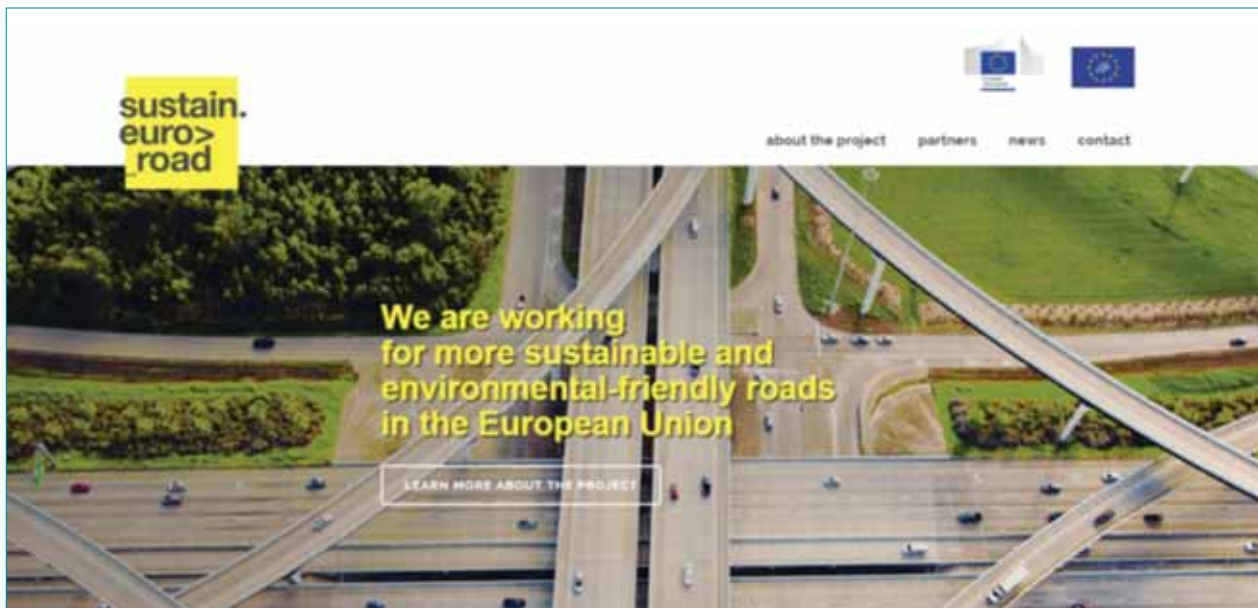 sustain.
euro>
_road
about the project partners news contact
We are working
for more sustainable and
environmental-friendly roads
in the European Union
LEARN MORE ABOUT THE PROJECT